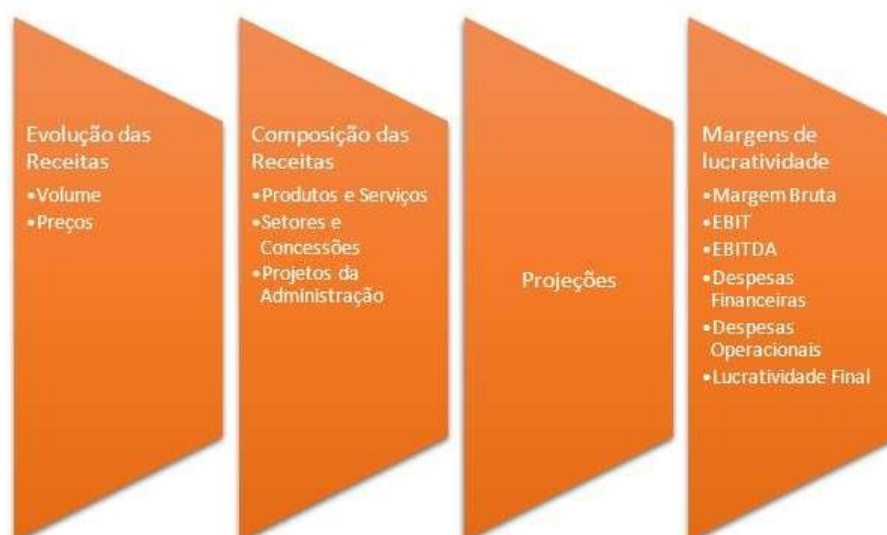 Evolução das
Receitas
•Volume
•Preços
Composição das
Receitas
•Produtos e Serviços
•Setores e
Concessões
•Projetos da
Administração
Projeções
Margens de
lucratividade
•Margem Bruta
•EBIT
•EBITDA
•Despesas
Financeiras
•Despesas
Operacionais
•Lucratividade Final